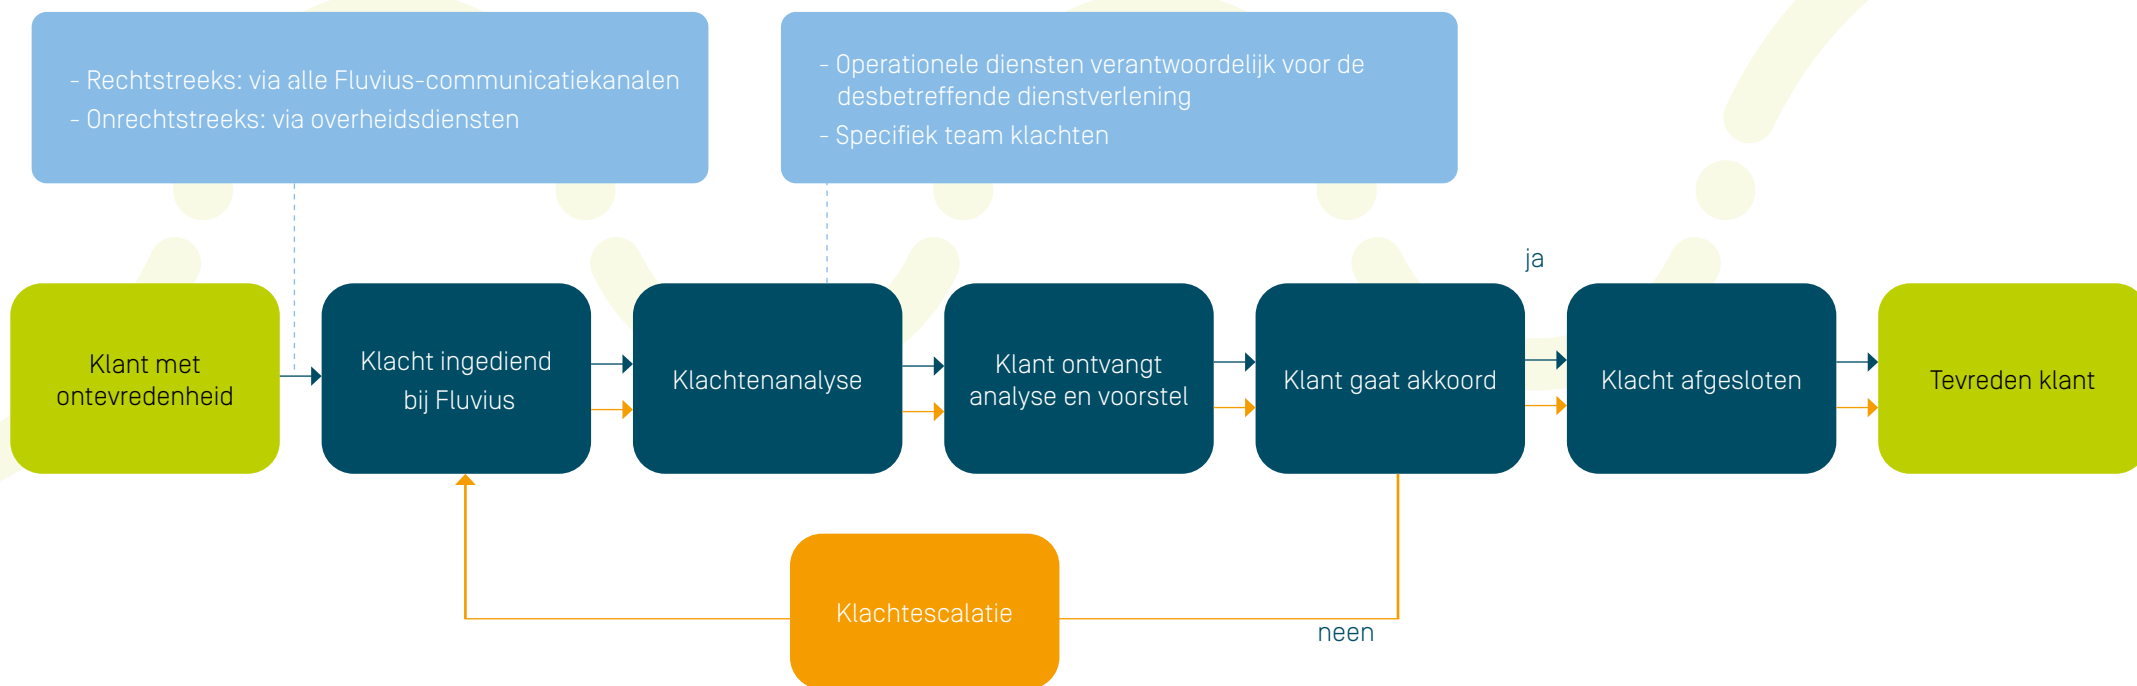 - Rechtstreeks: via alle Fluvius-communicatiekanalen
- Onrechtstreeks: via overheidsdiensten
- Operationele diensten verantwoordelijk voor de
desbetreffende dienstverlening
- Specifiek team klachten
ja
Klant met
ontevredenheid
Klacht ingediend
bij Fluvius
Klachtenanalyse
Klant ontvangt
analyse en voorstel
Klant gaat akkoord
Klacht afgesloten
Tevreden klant
Klachtescalatie
neen